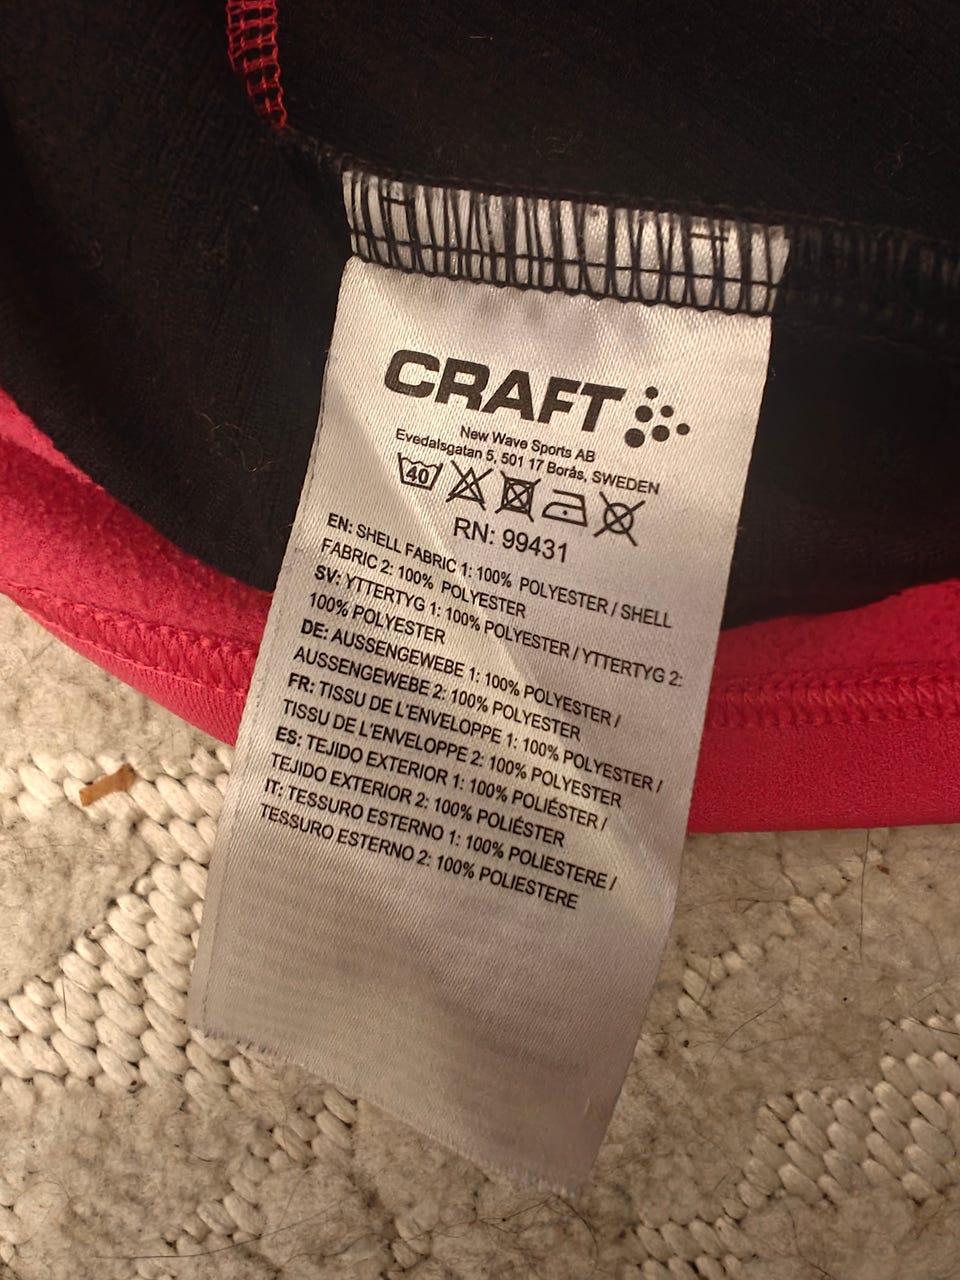 CRAFT
New Wave Sports AB
Evedalsgatan 5, 501 17 Borås, SWEDEN
40
RN: 99431
EN: SHELL FABRIC 1: 100% POLYESTER / SHELL
FABRIC 2: 100% POLYESTER
SV: YTTERTYG 1: 100% POLYESTER / YTTERTYG 2:
100% POLYESTER
DE: AUSSENGEWEBE 1: 100% POLYESTER /
AUSSENGEWEBE 2: 100% POLYESTER
FR: TISSU DE L'ENVELOPPE 1: 100% POLYESTER /
TISSU DE L'ENVELOPPE 2: 100% POLYESTER
ES: TEJIDO EXTERIOR 1: 100% POLIÉSTER /
TEJIDO EXTERIOR 2: 100% POLIÉSTER
IT: TESSURO ESTERNO 1: 100% POLIESTERE /
TESSURO ESTERNO 2: 100% POLIESTERE